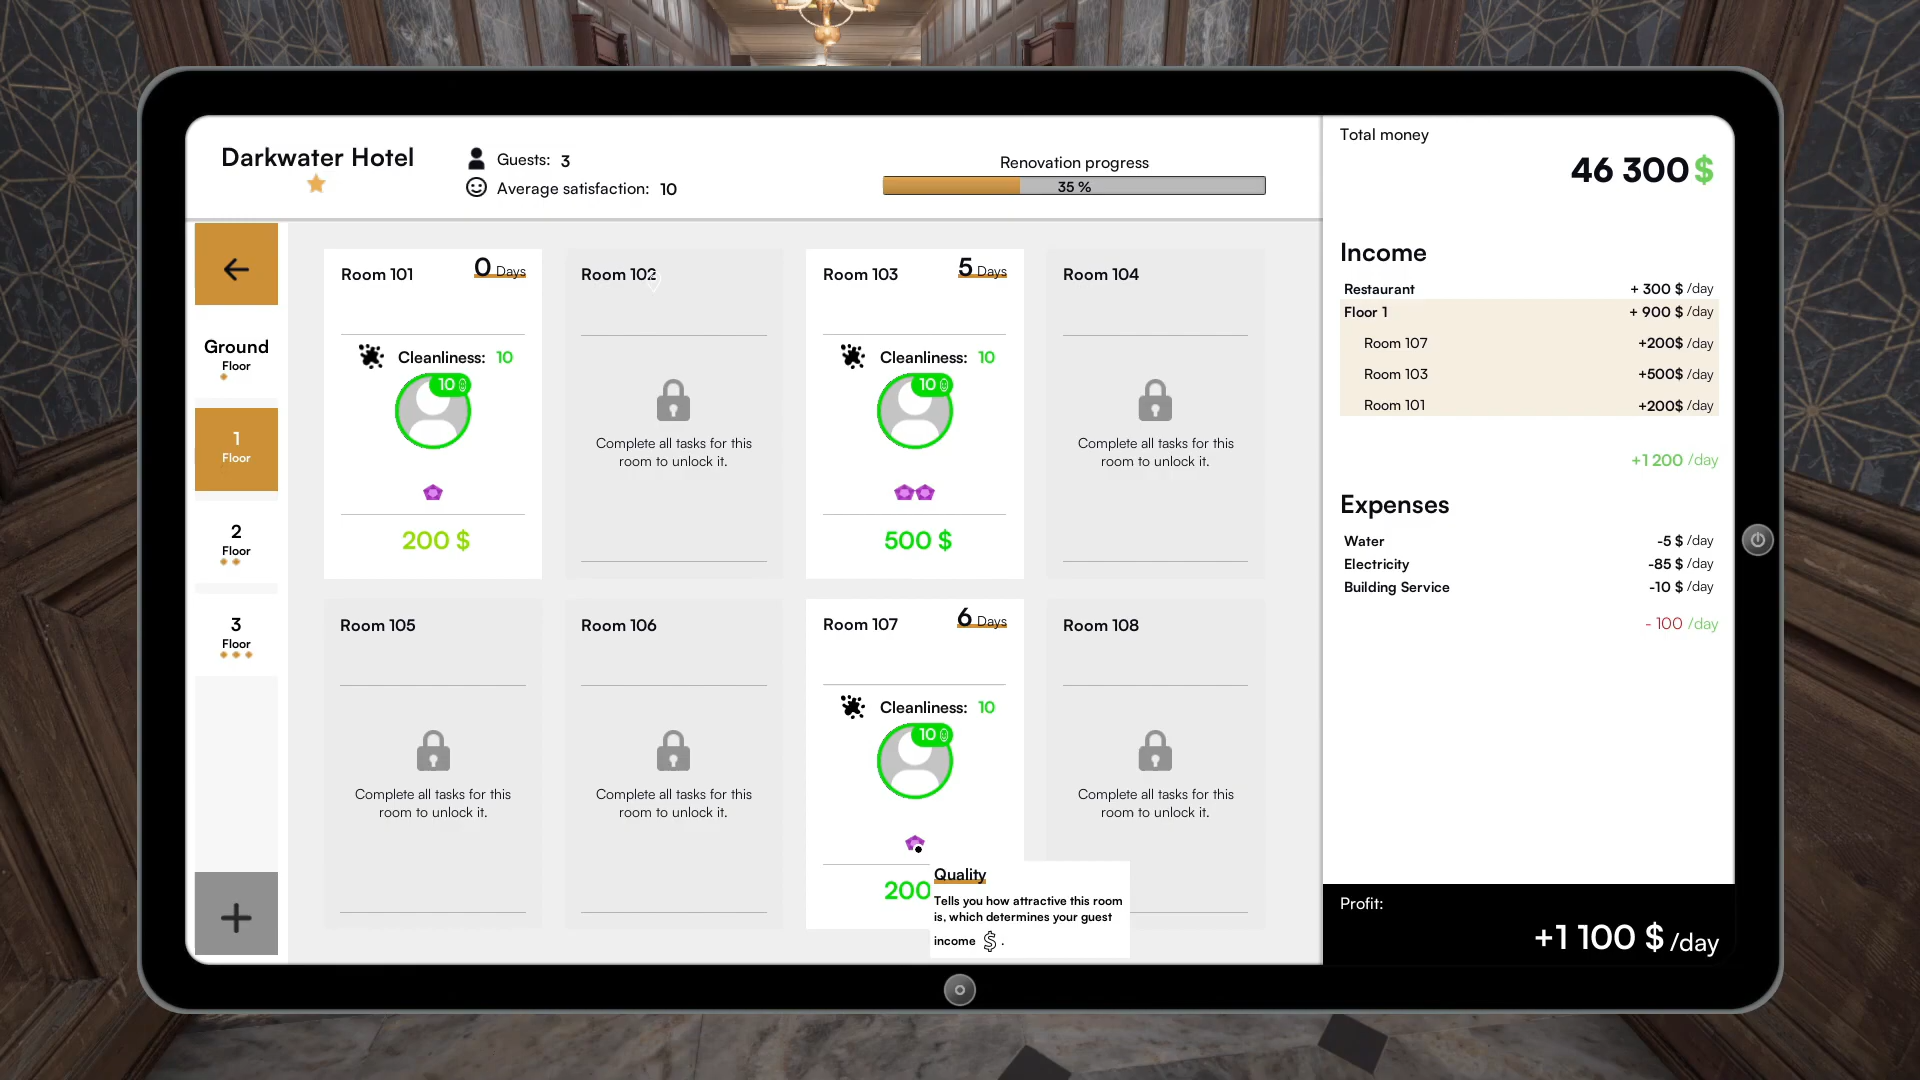 Darkwater Hotel
Guests: 3
Average satisfaction: 10
Renovation progress
35 %
Total money
46 300 $
Ground
Floor
1
Floor
2
Floor
3
Floor
+
Room 101
0 Days
Cleanliness: 10
10
200 $
Room 102
Complete all tasks for this
room to unlock it.
Room 103
5 Days
Cleanliness: 10
10
500 $
Room 104
Complete all tasks for this
room to unlock it.
Room 105
Complete all tasks for this
room to unlock it.
Room 106
Complete all tasks for this
room to unlock it.
Room 107
6 Days
Cleanliness: 10
10
200
Quality
Tells you how attractive this room
is, which determines your guest
income $ .
Room 108
Complete all tasks for this
room to unlock it.
Income
Restaurant + 300 $ /day
Floor 1 + 900 $ /day
Room 107 +200$ /day
Room 103 +500$ /day
Room 101 +200$ /day
+1 200 /day
Expenses
Water -5 $ /day
Electricity -85 $ /day
Building Service -10 $ /day
- 100 /day
Profit:
+1 100 $ /day